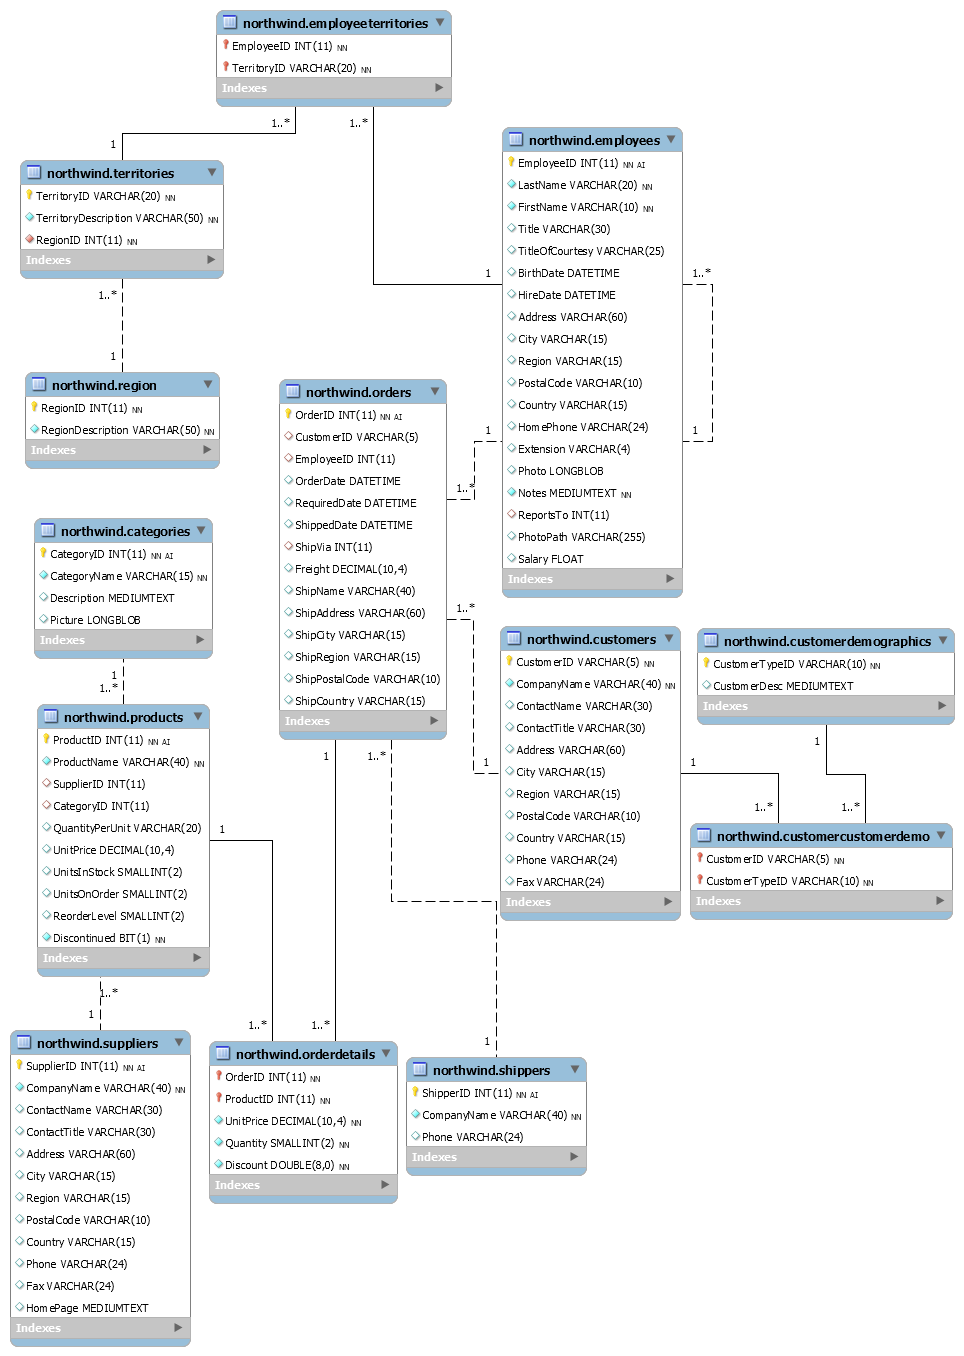 northwind.employeeterritories
EmployeeID INT(11) NN
TerritoryID VARCHAR(20) NN
Indexes
1..*
1..*
1
northwind.territories
TerritoryID VARCHAR(20) NN
TerritoryDescription VARCHAR(50) NN
RegionID INT(11) NN
Indexes
1..*
1
northwind.region
RegionID INT(11) NN
RegionDescription VARCHAR(50) NN
Indexes
northwind.employees
EmployeeID INT(11) NN AI
LastName VARCHAR(20) NN
FirstName VARCHAR(10) NN
Title VARCHAR(30)
TitleOfCourtesy VARCHAR(25)
BirthDate DATETIME
HireDate DATETIME
Address VARCHAR(60)
City VARCHAR(15)
Region VARCHAR(15)
PostalCode VARCHAR(10)
Country VARCHAR(15)
HomePhone VARCHAR(24)
Extension VARCHAR(4)
Photo LONGBLOB
Notes MEDIUMTEXT NN
ReportsTo INT(11)
PhotoPath VARCHAR(255)
Salary FLOAT
Indexes
1
1..*
1
1
1..*
northwind.orders
OrderID INT(11) NN AI
CustomerID VARCHAR(5)
EmployeeID INT(11)
OrderDate DATETIME
RequiredDate DATETIME
ShippedDate DATETIME
ShipVia INT(11)
Freight DECIMAL(10,4)
ShipName VARCHAR(40)
ShipAddress VARCHAR(60)
ShipCity VARCHAR(15)
ShipRegion VARCHAR(15)
ShipPostalCode VARCHAR(10)
ShipCountry VARCHAR(15)
Indexes
1..*
1
1
1..*
northwind.categories
CategoryID INT(11) NN AI
CategoryName VARCHAR(15) NN
Description MEDIUMTEXT
Picture LONGBLOB
Indexes
1
1..*
northwind.customers
CustomerID VARCHAR(5) NN
CompanyName VARCHAR(40) NN
ContactName VARCHAR(30)
ContactTitle VARCHAR(30)
Address VARCHAR(60)
City VARCHAR(15)
Region VARCHAR(15)
PostalCode VARCHAR(10)
Country VARCHAR(15)
Phone VARCHAR(24)
Fax VARCHAR(24)
Indexes
northwind.customerdemographics
CustomerTypeID VARCHAR(10) NN
CustomerDesc MEDIUMTEXT
Indexes
1
1
1..*
1..*
northwind.customercustomerdemo
CustomerID VARCHAR(5) NN
CustomerTypeID VARCHAR(10) NN
Indexes
northwind.products
ProductID INT(11) NN AI
ProductName VARCHAR(40) NN
SupplierID INT(11)
CategoryID INT(11)
QuantityPerUnit VARCHAR(20)
UnitPrice DECIMAL(10,4)
UnitsInStock SMALLINT(2)
UnitsOnOrder SMALLINT(2)
ReorderLevel SMALLINT(2)
Discontinued BIT(1) NN
Indexes
1
1..*
1
1..*
1..*
1
northwind.suppliers
SupplierID INT(11) NN AI
CompanyName VARCHAR(40) NN
ContactName VARCHAR(30)
ContactTitle VARCHAR(30)
Address VARCHAR(60)
City VARCHAR(15)
Region VARCHAR(15)
PostalCode VARCHAR(10)
Country VARCHAR(15)
Phone VARCHAR(24)
Fax VARCHAR(24)
HomePage MEDIUMTEXT
Indexes
northwind.orderdetails
OrderID INT(11) NN
ProductID INT(11) NN
UnitPrice DECIMAL(10,4) NN
Quantity SMALLINT(2) NN
Discount DOUBLE(8,0) NN
Indexes
northwind.shippers
ShipperID INT(11) NN AI
CompanyName VARCHAR(40) NN
Phone VARCHAR(24)
Indexes